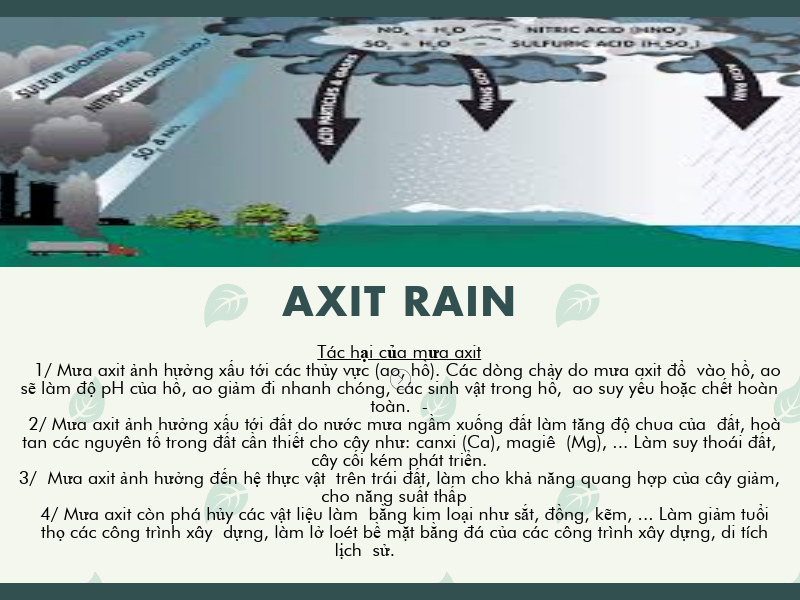 NOₓ + H₂O → NITRIC ACID (HNO₃)
SO₂ + H₂O → SULFURIC ACID (H₂SO₄)
SULFUR DIOXIDE (SO₂)
NITROGEN OXIDE (NOₓ)
SO₂ & NOₓ
ACID PARTICLES & GASES
ACID SNOW
ACID RAIN
AXIT RAIN
Tác hại của mưa axit
1/ Mưa axit ảnh hưởng xấu tới các thủy vực (ao, hồ). Các dòng chảy do mưa axit đổ vào hồ, ao
sẽ làm độ pH của hồ, ao giảm đi nhanh chóng, các sinh vật trong hồ, ao suy yếu hoặc chết hoàn
toàn. -
2/ Mưa axit ảnh hưởng xấu tới đất do nước mưa ngầm xuống đất làm tăng độ chua của đất, hoà
tan các nguyên tố trong đất cần thiết cho cây như: canxi (Ca), magiê (Mg), ... Làm suy thoái đất,
cây cối kém phát triển.
3/ Mưa axit ảnh hưởng đến hệ thực vật trên trái đất, làm cho khả năng quang hợp của cây giảm,
cho năng suất thấp
4/ Mưa axit còn phá hủy các vật liệu làm bằng kim loại như sắt, đồng, kẽm, ... Làm giảm tuổi
thọ các công trình xây dựng, làm lở loét bề mặt bằng đá của các công trình xây dựng, di tích
lịch sử.